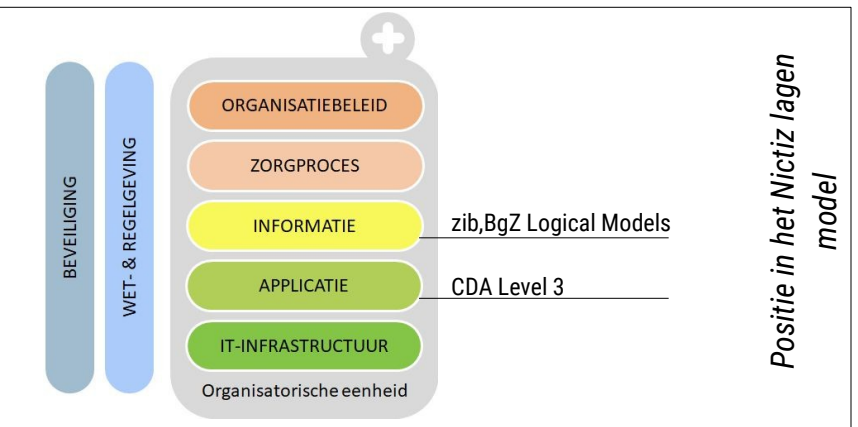 BEVEILIGING
WET- & REGELGEVING
ORGANISATIEBELEID
ZORGPROCES
INFORMATIE
zib,BgZ Logical Models
APPLICATIE
CDA Level 3
IT-INFRASTRUCTUUR
Organisatorische eenheid
Positie in het Nictiz lagen
model